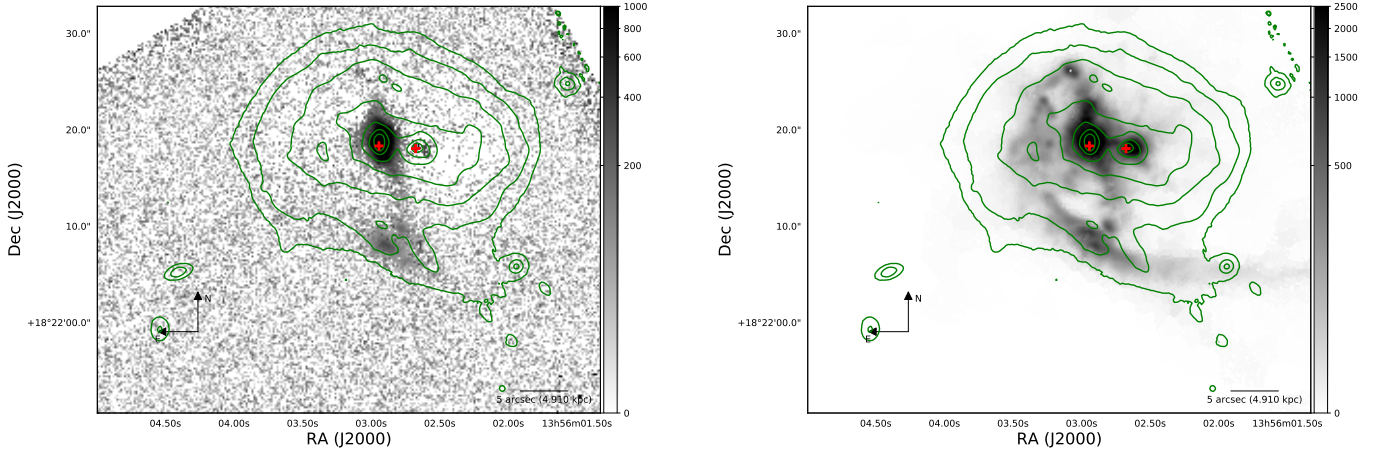 30.0"
20.0"
10.0"
+18°22'00.0"
Dec (J2000)
N
E
5 arcsec (4.910 kpc)
04.50s 04.00s 03.50s 03.00s 02.50s 02.00s 13h56m01.50s
RA (J2000)
1000
800
600
400
200
0
30.0"
20.0"
10.0"
+18°22'00.0"
Dec (J2000)
N
E
5 arcsec (4.910 kpc)
04.50s 04.00s 03.50s 03.00s 02.50s 02.00s 13h56m01.50s
RA (J2000)
2500
2000
1500
1000
500
0